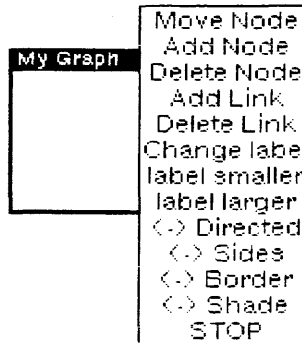 My Graph
Move Node
Add Node
Delete Node
Add Link
Delete Link
Change label
label smaller
label larger
<-> Directed
<-> Sides
<-> Border
<-> Shade
STOP